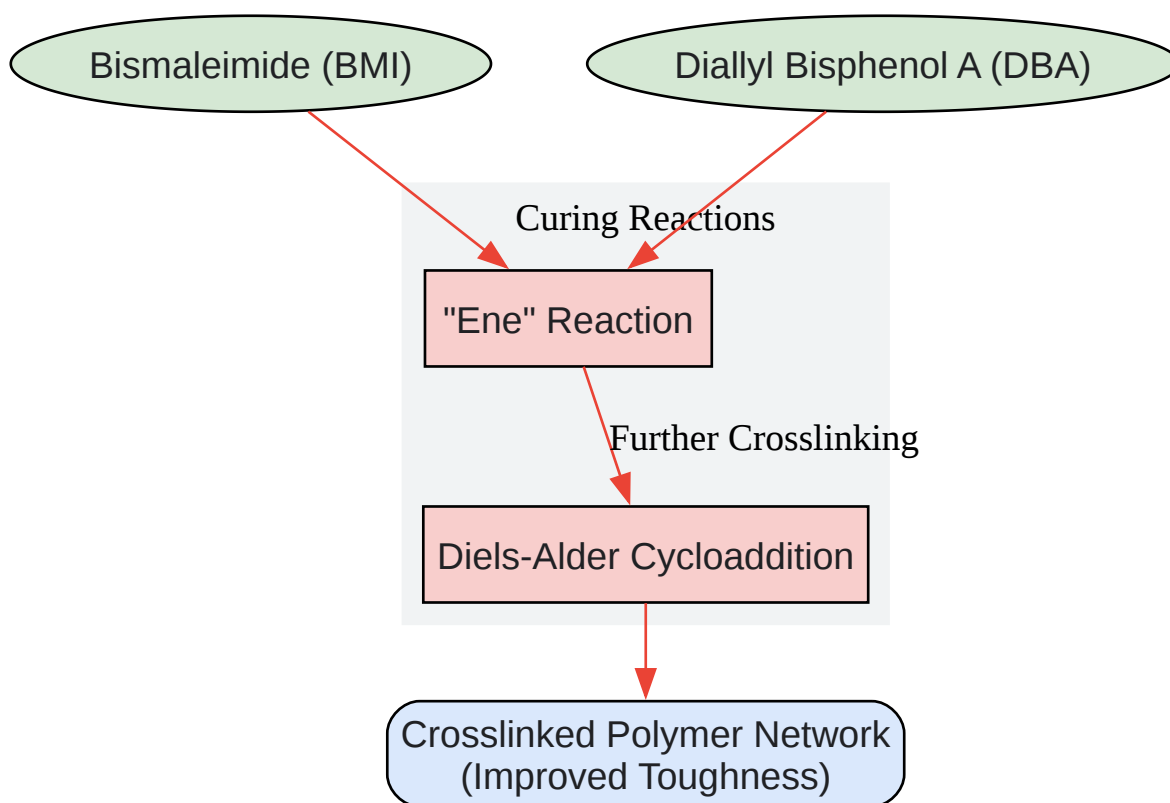 Bismaleimide (BMI)
Diallyl Bisphenol A (DBA)
Curing Reactions
"Ene" Reaction
Further Crosslinking
Diels-Alder Cycloaddition
Crosslinked Polymer Network
(Improved Toughness)